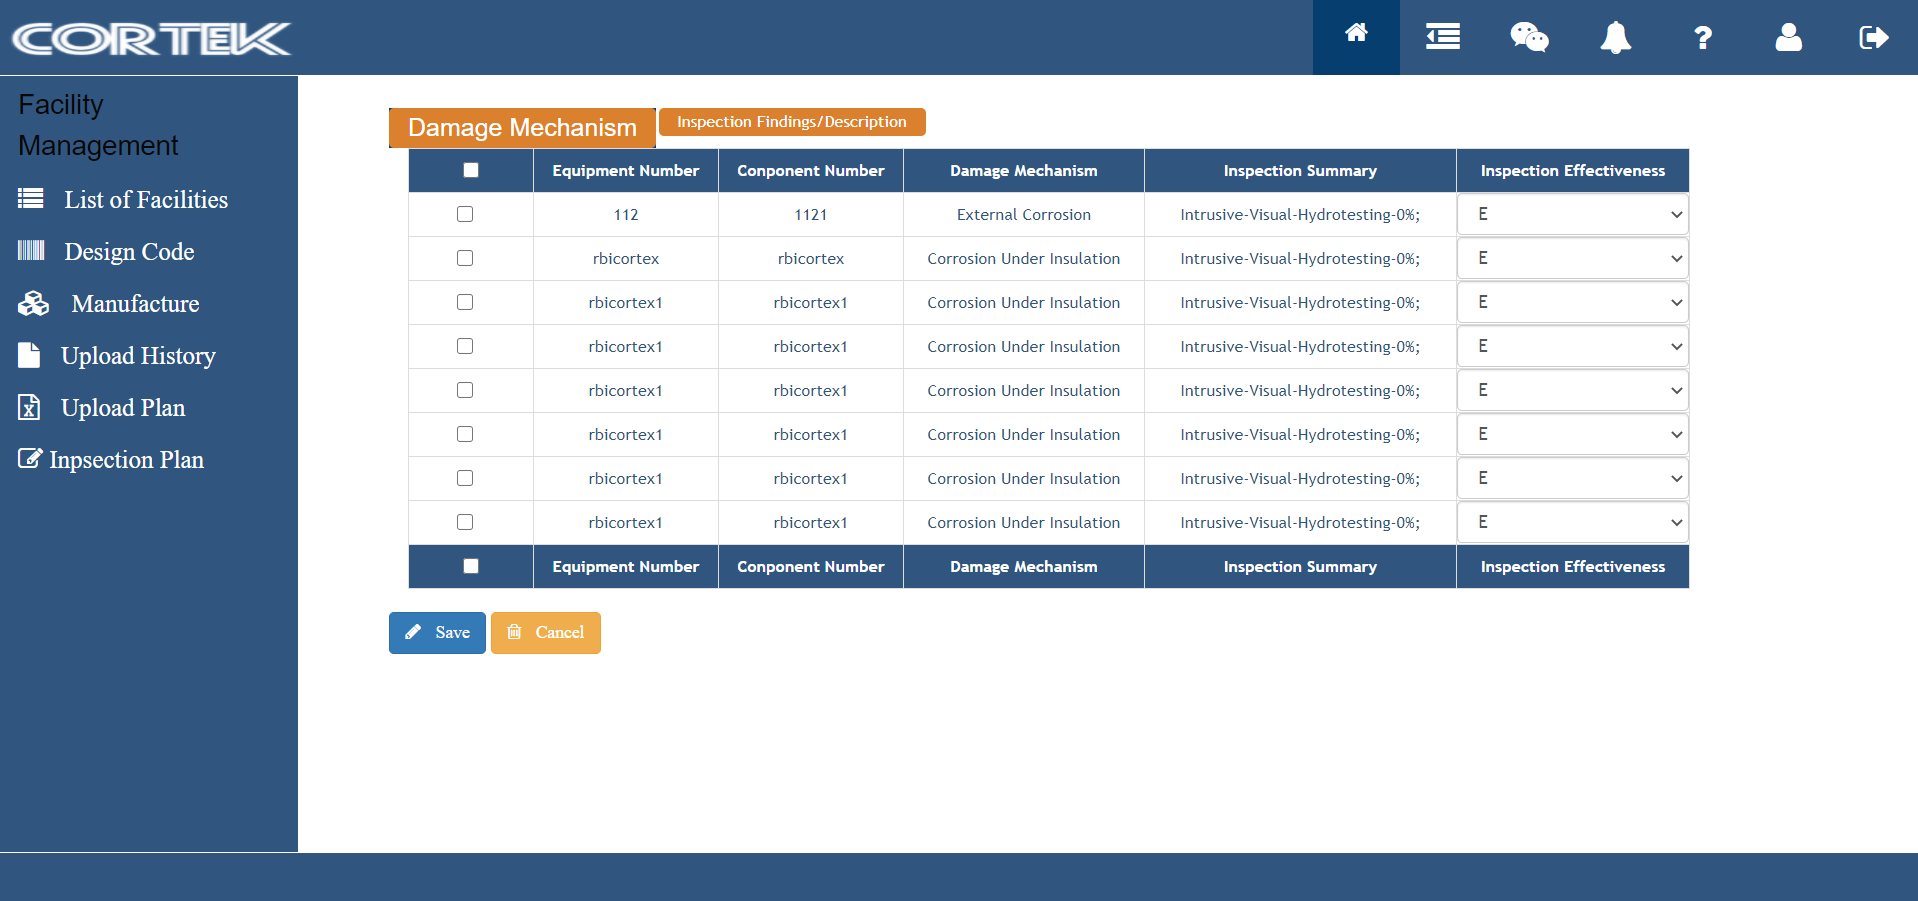 CORTEK
Facility
Management
List of Facilities
Design Code
Manufacture
Upload History
Upload Plan
Inpsection Plan
Damage Mechanism Inspection Findings/Description
Equipment Number Conponent Number Damage Mechanism Inspection Summary Inspection Effectiveness
112 1121 External Corrosion Intrusive-Visual-Hydrotesting-0%; E
rbicortex rbicortex Corrosion Under Insulation Intrusive-Visual-Hydrotesting-0%; E
rbicortex1 rbicortex1 Corrosion Under Insulation Intrusive-Visual-Hydrotesting-0%; E
rbicortex1 rbicortex1 Corrosion Under Insulation Intrusive-Visual-Hydrotesting-0%; E
rbicortex1 rbicortex1 Corrosion Under Insulation Intrusive-Visual-Hydrotesting-0%; E
rbicortex1 rbicortex1 Corrosion Under Insulation Intrusive-Visual-Hydrotesting-0%; E
rbicortex1 rbicortex1 Corrosion Under Insulation Intrusive-Visual-Hydrotesting-0%; E
rbicortex1 rbicortex1 Corrosion Under Insulation Intrusive-Visual-Hydrotesting-0%; E
Equipment Number Conponent Number Damage Mechanism Inspection Summary Inspection Effectiveness
Save Cancel